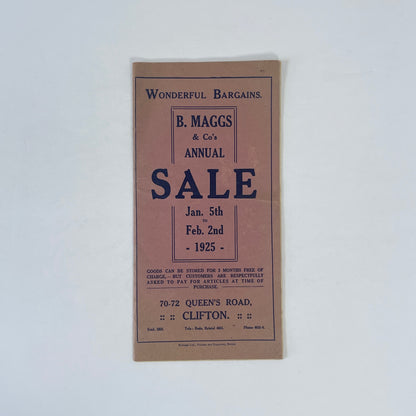 WONDERFUL BARGAINS.
B. MAGGS
& Co's
ANNUAL
SALE
Jan. 5th
to
Feb. 2nd
- 1925 -
GOODS CAN BE STORED FOR 3 MONTHS FREE OF
CHARGE, - BUT CUSTOMERS ARE RESPECTFULLY
ASKED TO PAY FOR ARTICLES AT TIME OF
PURCHASE.
70-72 QUEEN'S ROAD,
:: :: CLIFTON. :: ::
Bristol